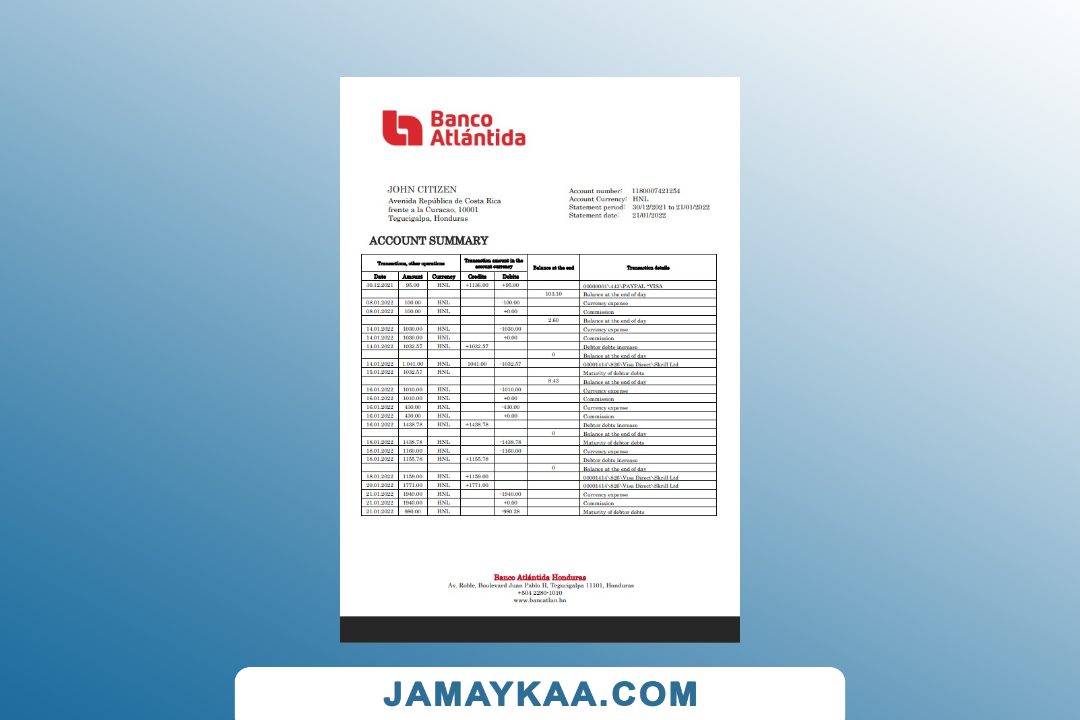 Banco
Atlántida
JOHN CITIZEN
Avenida República de Costa Rica
frente a la Curacao, 10001
Tegucigalpa, Honduras
Account number: 1180007421254
Account Currency: HNL
Statement period: 30/12/2021 to 21/01/2022
Statement date: 21/01/2022
ACCOUNT SUMMARY
Transactions, other operations
Transaction amount in the
account currency
Balance at the end
Transaction details
Date Amount Currency Credits Debits
30.12.2021 95.00 HNL +1136.00 +95.00 00000001\442\PAYPAL *VISA
103.10 Balance at the end of day
08.01.2022 100.00 HNL -100.00 Currency expense
08.01.2022 100.00 HNL +0.00 Commission
2.60 Balance at the end of day
14.01.2022 1030.00 HNL -1030.00 Currency expense
14.01.2022 1030.00 HNL +0.00 Commission
14.01.2022 1032.57 HNL +1032.57 Debtor debts increase
0 Balance at the end of day
14.01.2022 1.041.00 HNL 1041.00 -1032.57 00001414\826\Visa Direct\Skrill Ltd
15.01.2022 1032.57 HNL Maturity of debtor debts
8.43 Balance at the end of day
16.01.2022 1010.00 HNL -1010.00 Currency expense
16.01.2022 1010.00 HNL +0.00 Commission
16.01.2022 430.00 HNL -430.00 Currency expense
16.01.2022 430.00 HNL +0.00 Commission
16.01.2022 1438.78 HNL +1438.78 Debtor debts increase
0 Balance at the end of day
18.01.2022 1438.78 HNL -1438.78 Maturity of debtor debts
18.01.2022 1160.00 HNL -1160.00 Currency expense
18.01.2022 1155.78 HNL +1155.78 Debtor debts increase
0 Balance at the end of day
18.01.2022 1159.00 HNL +1159.00 00001414\826\Visa Direct\Skrill Ltd
20.01.2022 1771.00 HNL +1771.00 00001414\826\Visa Direct\Skrill Ltd
21.01.2022 1940.00 HNL -1940.00 Currency expense
21.01.2022 1940.00 HNL +0.00 Commission
21.01.2022 980.00 HNL -980.28 Maturity of debtor debts
Banco Atlántida Honduras
Av. Roble, Boulevard Juan Pablo II, Tegucigalpa 11101, Honduras
+504 2280-1010
www.bancatlan.hn
JAMAYKAA.COM